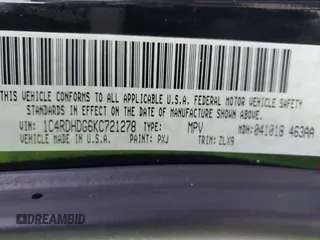 THIS VEHICLE CONFORMS TO ALL APPLICABLE U.S.A. FEDERAL MOTOR VEHICLE SAFETY
STANDARDS IN EFFECT ON THE DATE OF MANUFACTURE SHOWN ABOVE.
VIN: 1C4RDHDG6KC721278 TYPE: MPV MDH: 041018 463AA
MADE IN U.S.A. PAINT: PXJ TRIM: ZLX9
DREAMBID